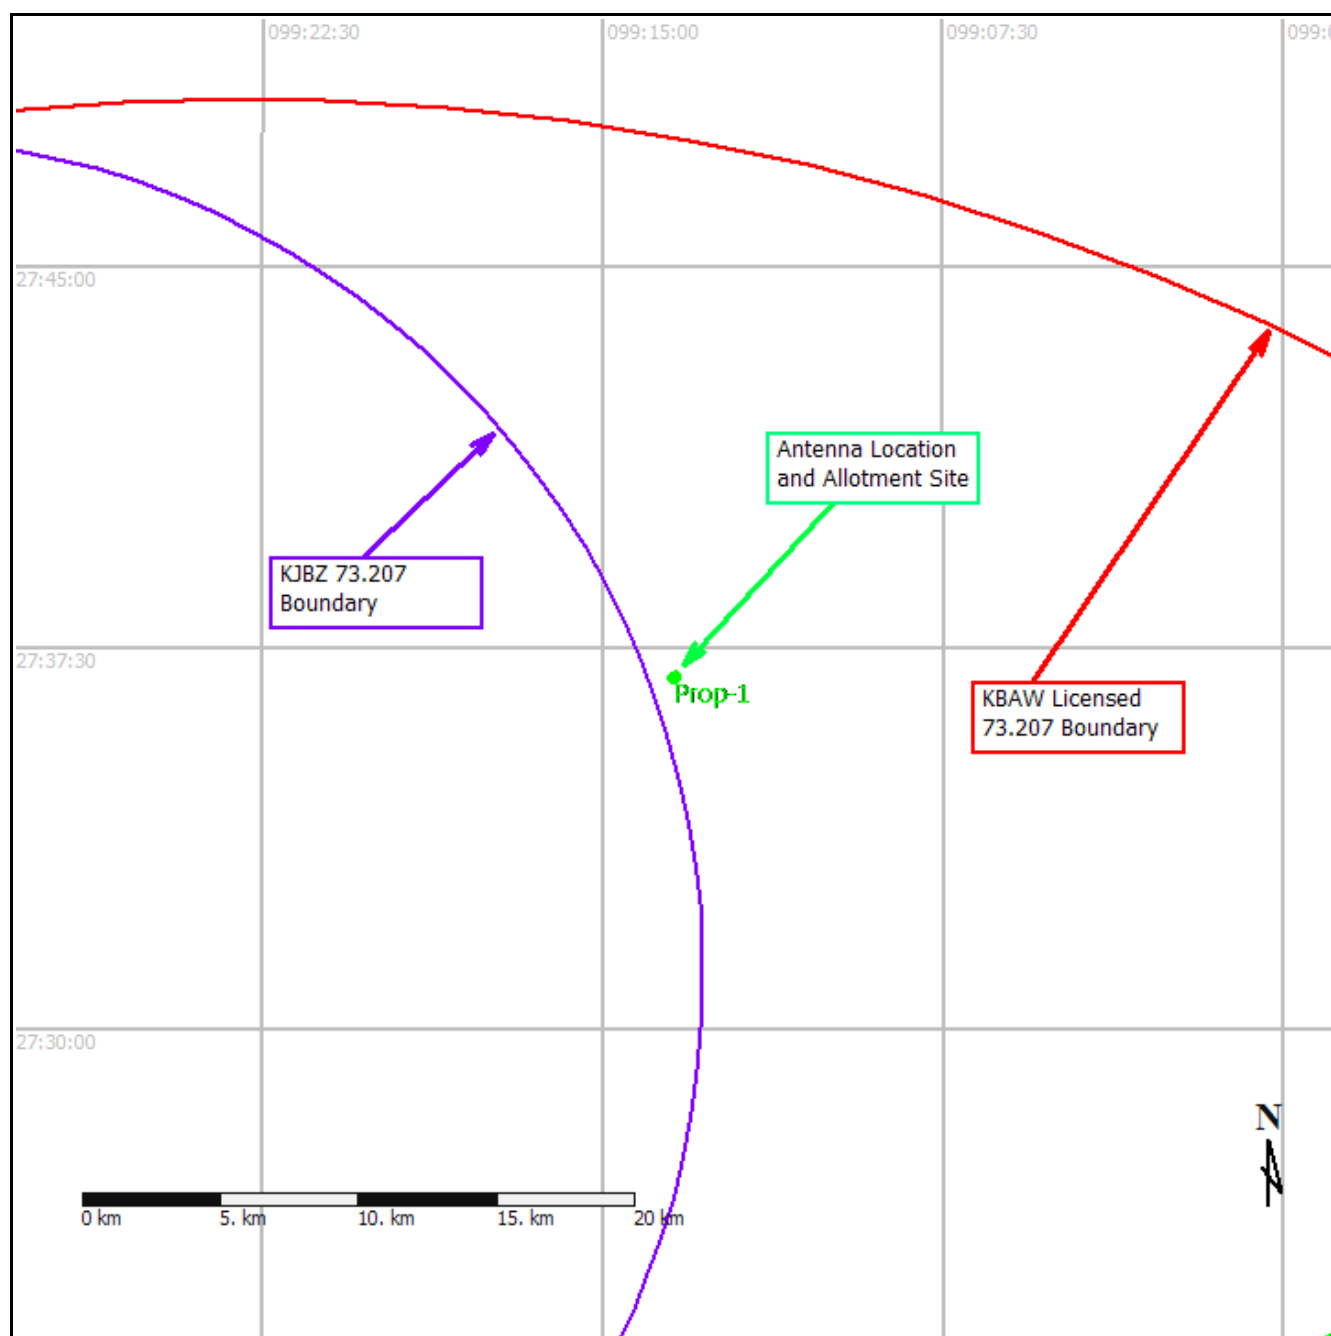 099:22:30
099:15:00
099:07:30
27:45:00
Antenna Location
and Allotment Site
KJBZ 73.207
Boundary
27:37:30
Prop-1
KBAW Licensed
73.207 Boundary
27:30:00
N
0 km 5. km 10. km 15. km 20 km